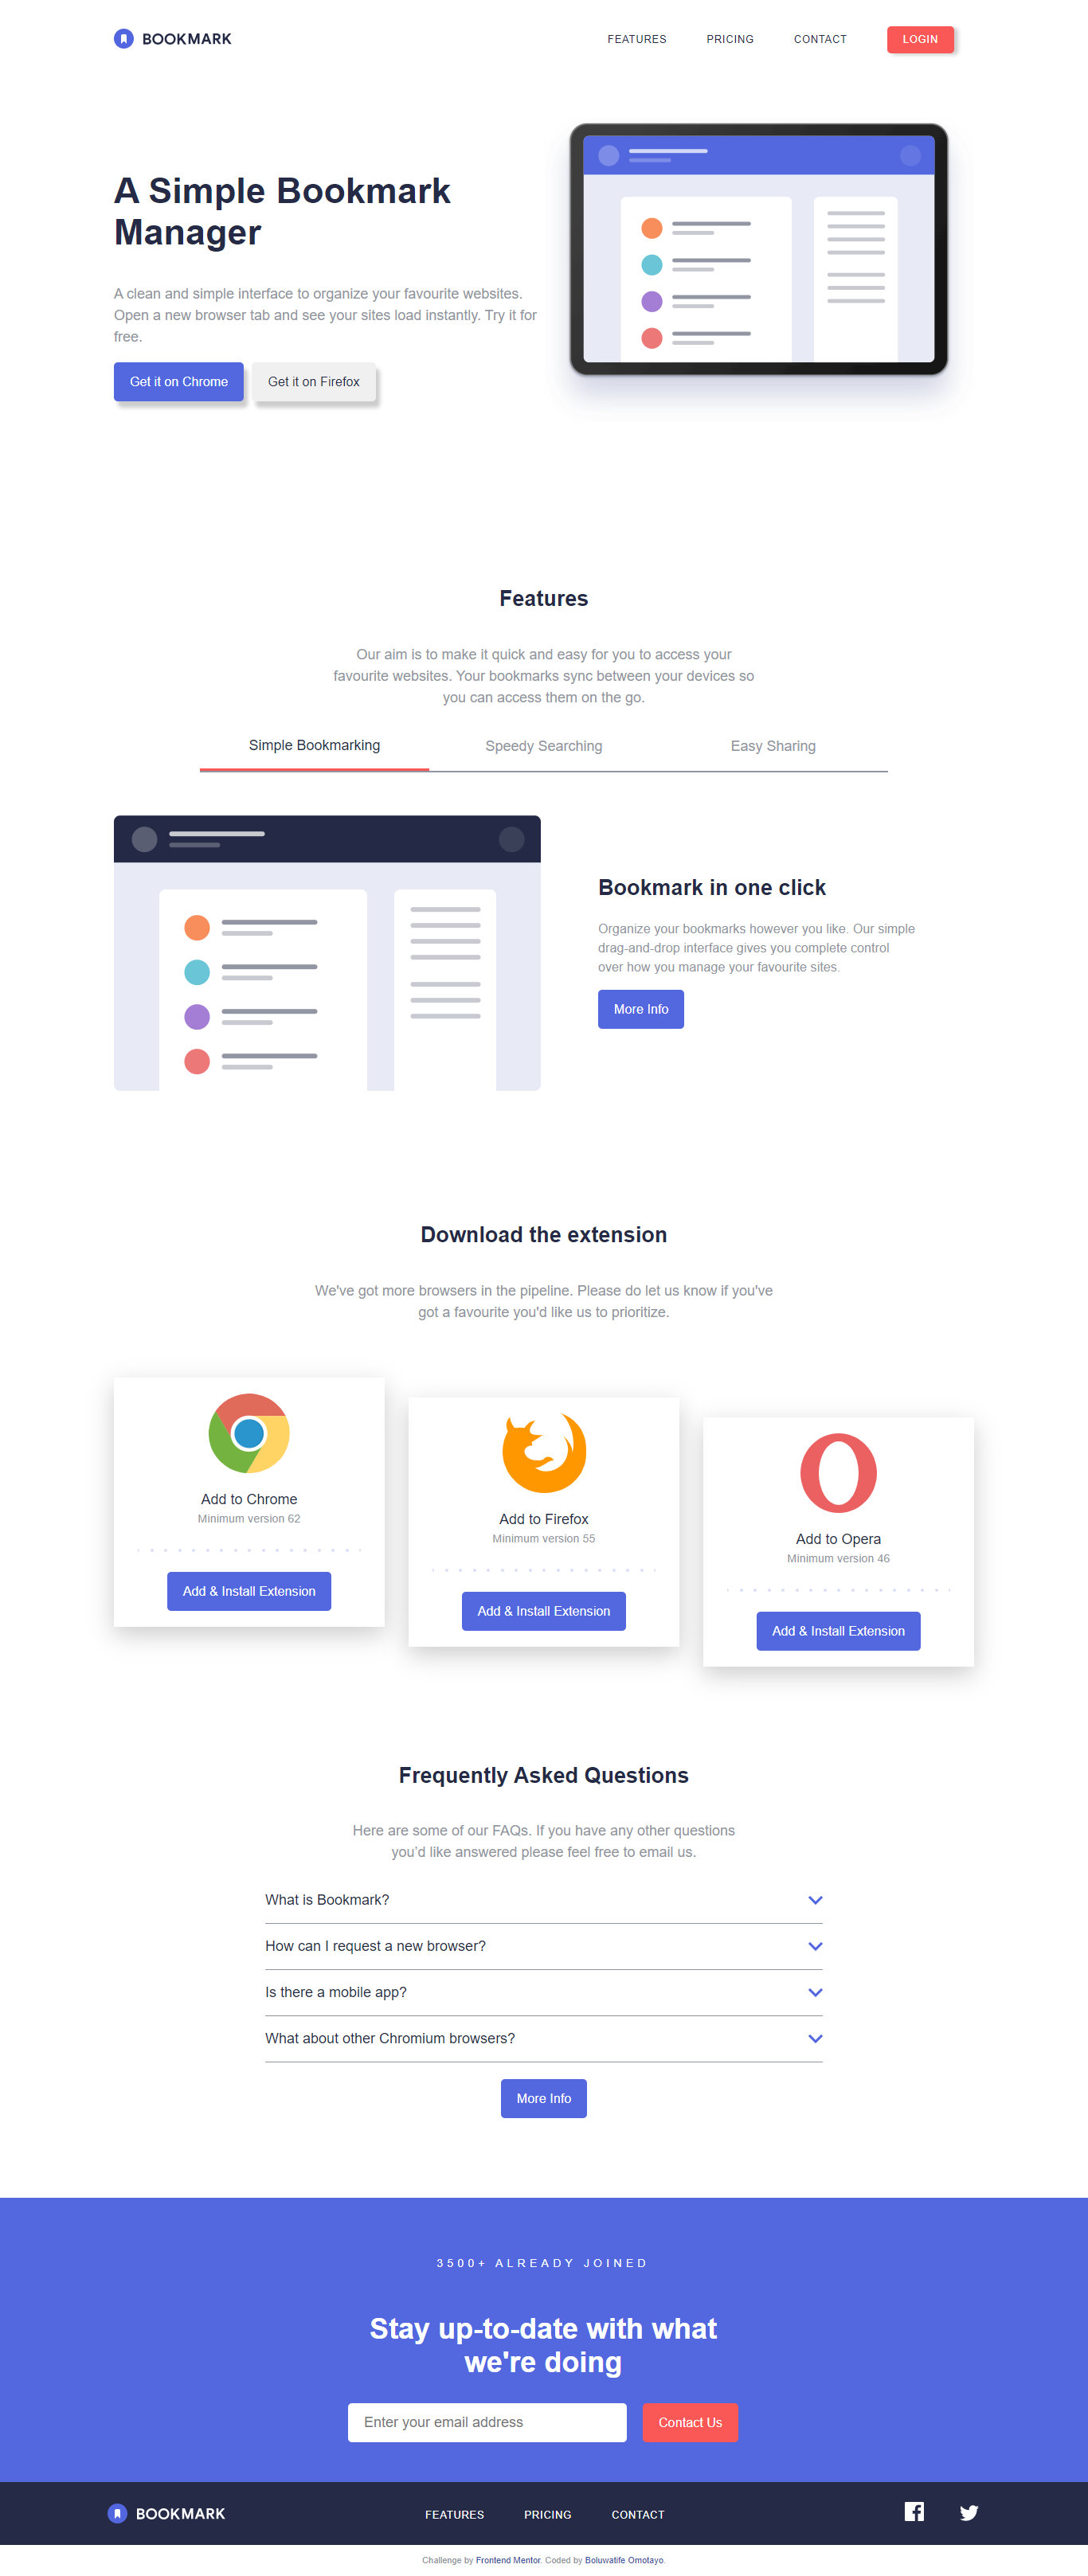 BOOKMARK
FEATURES PRICING CONTACT LOGIN
A Simple Bookmark
Manager
A clean and simple interface to organize your favourite websites.
Open a new browser tab and see your sites load instantly. Try it for
free.
Get it on Chrome Get it on Firefox
Features
Our aim is to make it quick and easy for you to access your
favourite websites. Your bookmarks sync between your devices so
you can access them on the go.
Simple Bookmarking Speedy Searching Easy Sharing
Bookmark in one click
Organize your bookmarks however you like. Our simple
drag-and-drop interface gives you complete control
over how you manage your favourite sites.
More Info
Download the extension
We've got more browsers in the pipeline. Please do let us know if you've
got a favourite you'd like us to prioritize.
Add to Chrome
Minimum version 62
Add & Install Extension
Add to Firefox
Minimum version 55
Add & Install Extension
Add to Opera
Minimum version 46
Add & Install Extension
Frequently Asked Questions
Here are some of our FAQs. If you have any other questions
you’d like answered please feel free to email us.
What is Bookmark?
How can I request a new browser?
Is there a mobile app?
What about other Chromium browsers?
More Info
3500+ ALREADY JOINED
Stay up-to-date with what
we're doing
Enter your email address Contact Us
BOOKMARK FEATURES PRICING CONTACT
Challenge by Frontend Mentor. Coded by Boluwatife Omotayo.